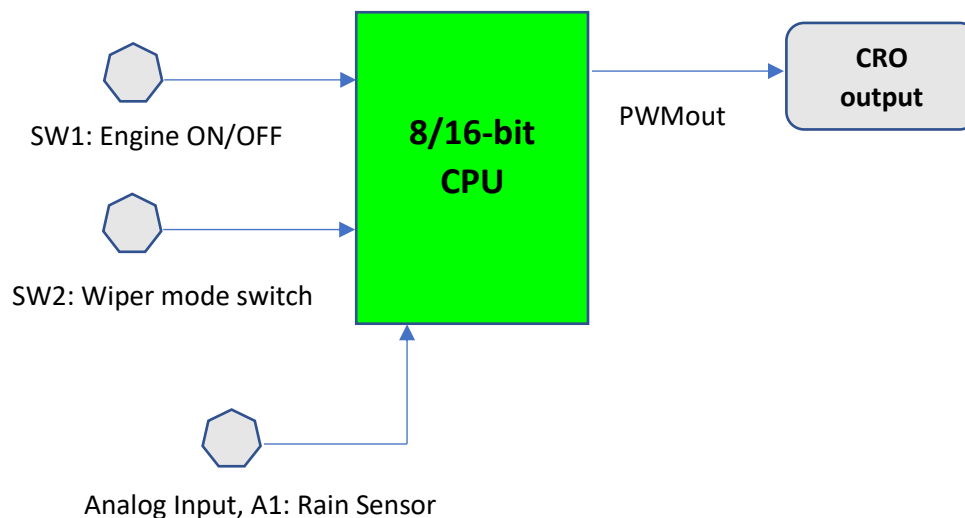 SW1: Engine ON/OFF
8/16-bit
CPU
PWMout
CRO
output
SW2: Wiper mode switch
Analog Input, A1: Rain Sensor